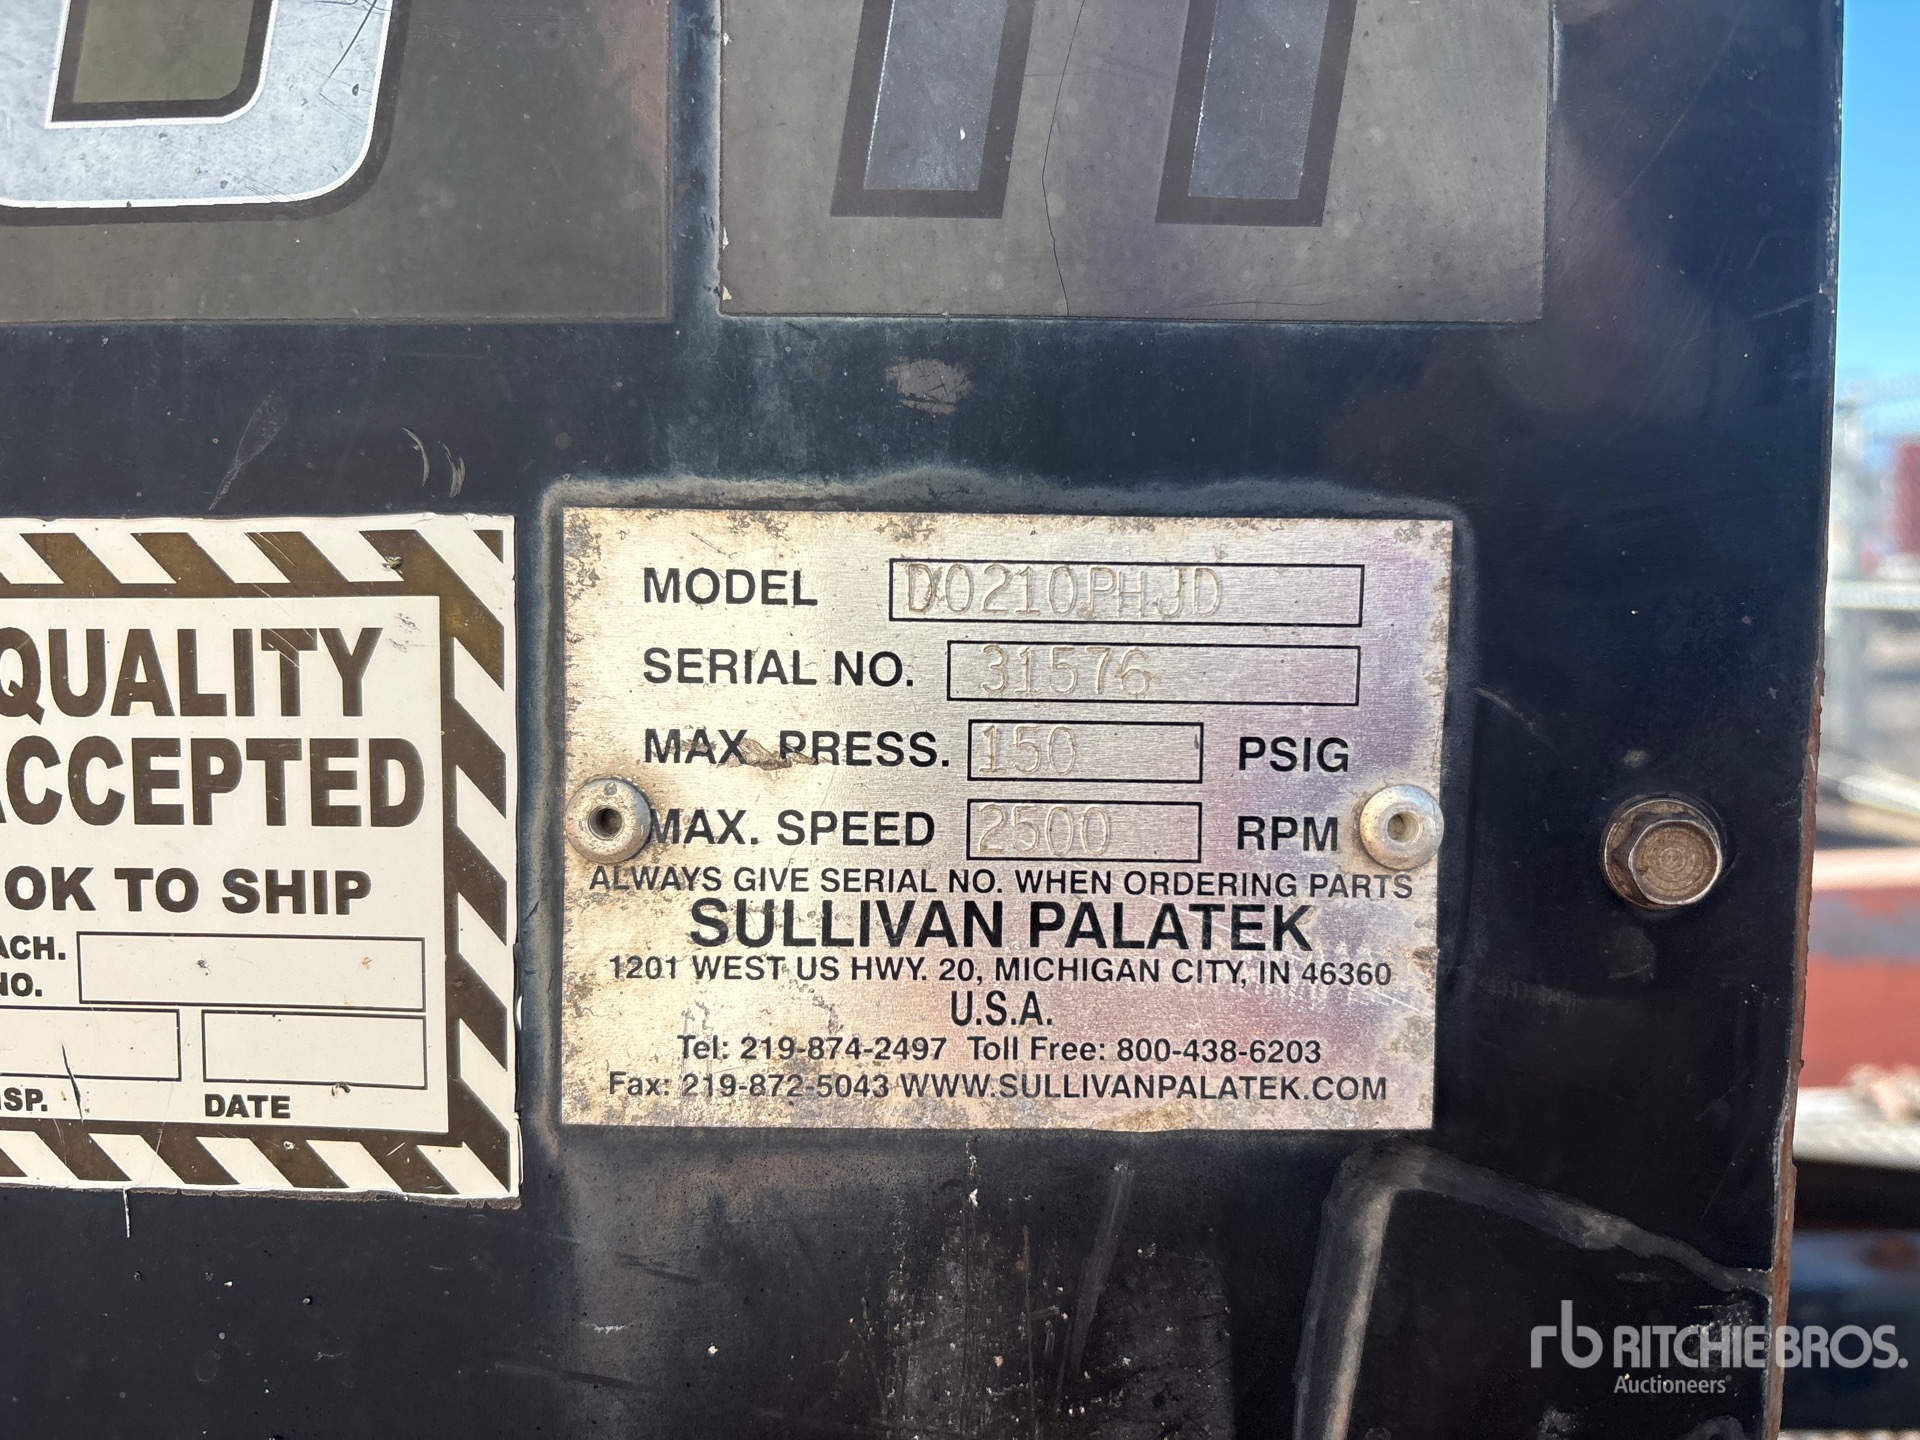 MODEL D0210PHJD
SERIAL NO. 31576
MAX. PRESS. 150 PSIG
MAX. SPEED 2500 RPM
ALWAYS GIVE SERIAL NO. WHEN ORDERING PARTS
SULLIVAN PALATEK
1201 WEST US HWY. 20, MICHIGAN CITY, IN 46360
U.S.A.
Tel: 219-874-2497 Toll Free: 800-438-6203
Fax: 219-872-5043 WWW.SULLIVANPALATEK.COM
QUALITY
ACCEPTED
OK TO SHIP
ACH.
NO.
SP.
DATE
rb RITCHIE BROS.
Auctioneers